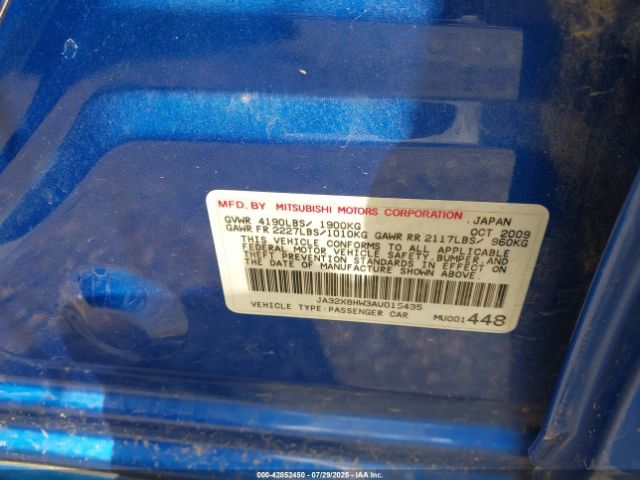 MFD. BY MITSUBISHI MOTORS CORPORATION JAPAN
GVWR 4190LBS/ 1900KG OCT 2009
GAWR FR 2227LBS/1010KG GAWR RR 2117LBS/ 960KG
THIS VEHICLE CONFORMS TO ALL APPLICABLE
FEDERAL MOTOR VEHICLE SAFETY,BUMPER,AND
THEFT PREVENTION STANDARDS IN EFFECT ON
THE DATE OF MANUFACTURE SHOWN ABOVE.
JA32X8HW3AU015435
VEHICLE TYPE:PASSENGER CAR MU001448
000-42852450 - 07/29/2025 - IAAI.COM